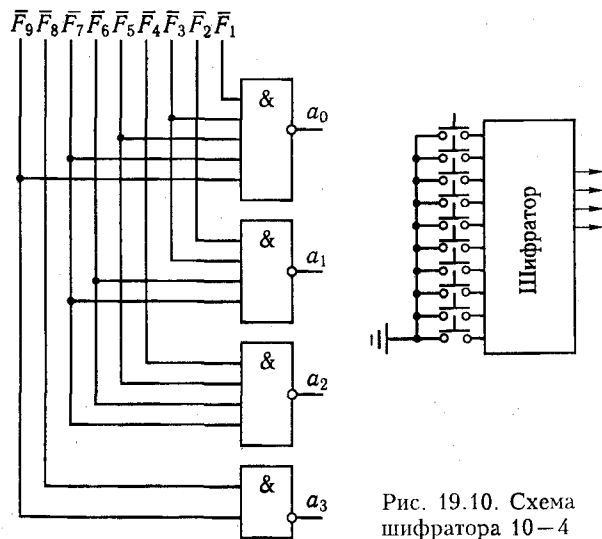 F̅₉ F̅₈ F̅₇ F̅₆ F̅₅ F̅₄ F̅₃ F̅₂ F̅₁
&
a₀
&
a₁
&
a₂
&
a₃
Шифратор
Рис. 19.10. Схема
шифратора 10—4